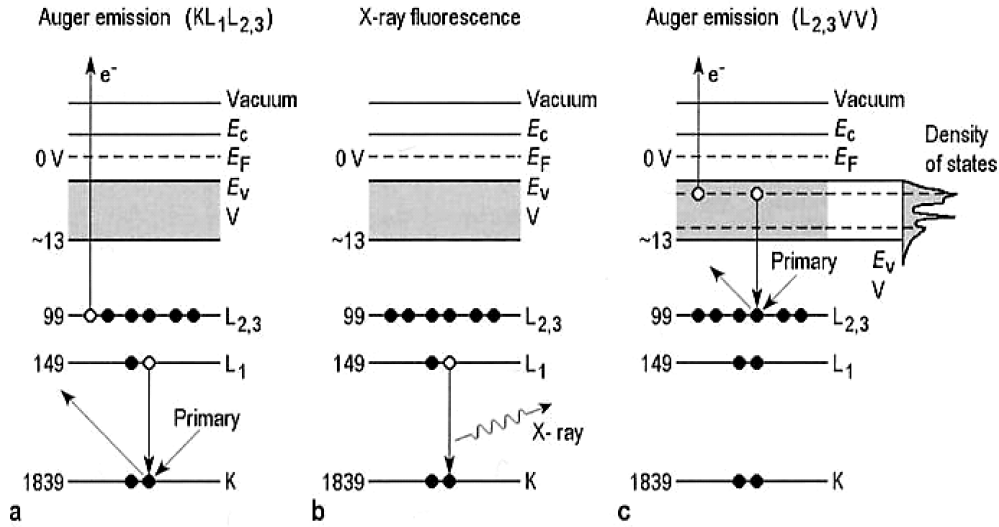 Auger emission (KL1L2,3)
e-
Vacuum
Ec
0 V
EF
Ev
V
~13
99
L2,3
149
L1
Primary
1839
K
a
X-ray fluorescence
Vacuum
Ec
0 V
EF
Ev
V
~13
99
L2,3
149
L1
X- ray
1839
K
b
Auger emission (L2,3VV)
e-
Vacuum
Ec
0 V
EF
Density
of states
~13
Primary
Ev
V
99
L2,3
149
L1
1839
K
c